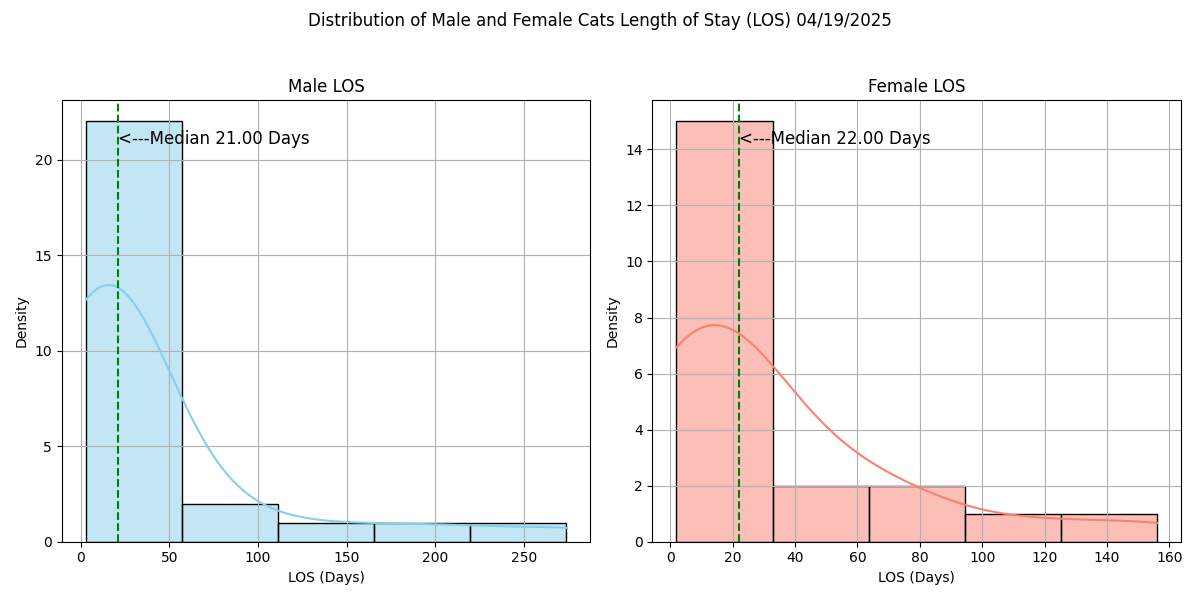 Distribution of Male and Female Cats Length of Stay (LOS) 04/19/2025
Male LOS
<---Median 21.00 Days
20
15
10
5
0
Density
0 50 100 150 200 250
LOS (Days)
Female LOS
<---Median 22.00 Days
14
12
10
8
6
4
2
0
Density
0 20 40 60 80 100 120 140 160
LOS (Days)